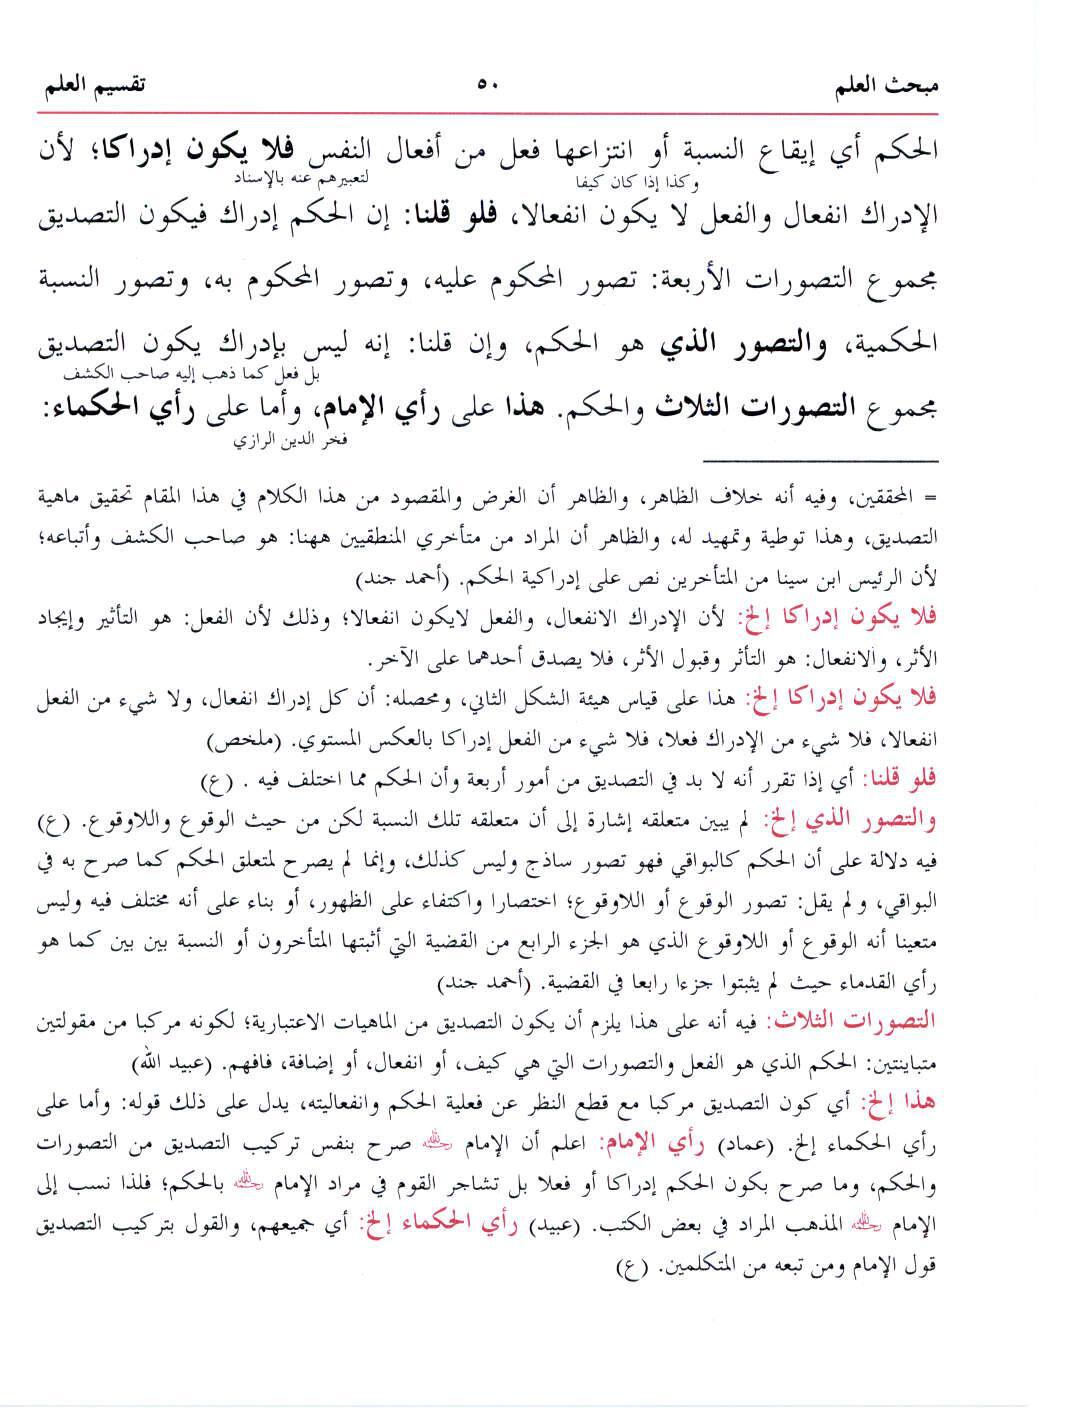 مبحث العلم ٥٠ تقسيم العلم
الحكم أي إيقاع النسبة أو انتزاعها فعل من أفعال النفس فلا يكون إدراكا؛ لأن
وكذا إذا كان كيفا لتعبيرهم عنه بالإسناد
الإدراك انفعال والفعل لا يكون انفعالا، فلو قلنا: إن الحكم إدراك فيكون التصديق
مجموع التصورات الأربعة: تصور المحكوم عليه، وتصور المحكوم به، وتصور النسبة
الحكمية، والتصور الذي هو الحكم، وإن قلنا: إنه ليس بإدراك يكون التصديق
بل فعل كما ذهب إليه صاحب الكشف
مجموع التصورات الثلاث والحكم. هذا على رأي الإمام، وأما على رأي الحكماء:
فخر الدين الرازي
= المحققين، وفيه أنه خلاف الظاهر، والظاهر أن الغرض والمقصود من هذا الكلام في هذا المقام تحقيق ماهية
التصديق، وهذا توطية وتمهيد له، والظاهر أن المراد من متأخري المنطقيين ههنا: هو صاحب الكشف وأتباعه؛
لأن الرئيس ابن سينا من المتأخرين نص على إدراكية الحكم. (أحمد جند)
فلا يكون إدراكا إلخ: لأن الإدراك الانفعال، والفعل لايكون انفعالا؛ وذلك لأن الفعل: هو التأثير وإيجاد
الأثر، والانفعال: هو التأثر وقبول الأثر، فلا يصدق أحدهما على الآخر.
فلا يكون إدراكا إلخ: هذا على قياس هيئة الشكل الثاني، ومحصله: أن كل إدراك انفعال، ولا شيء من الفعل
انفعالا، فلا شيء من الإدراك فعلا، فلا شيء من الفعل إدراكا بالعكس المستوي. (ملخص)
فلو قلنا: أي إذا تقرر أنه لا بد في التصديق من أمور أربعة وأن الحكم مما اختلف فيه . (ع)
والتصور الذي إلخ: لم يبين متعلقه إشارة إلى أن متعلقه تلك النسبة لكن من حيث الوقوع واللاوقوع. (ع)
فيه دلالة على أن الحكم كالبواقي فهو تصور ساذج وليس كذلك، وإنما لم يصرح لمتعلق الحكم كما صرح به في
البواقي، ولم يقل: تصور الوقوع أو اللاوقوع؛ اختصارا واكتفاء على الظهور، أو بناء على أنه مختلف فيه وليس
متعينا أنه الوقوع أو اللاوقوع الذي هو الجزء الرابع من القضية التي أثبتها المتأخرون أو النسبة بين بين كما هو
رأي القدماء حيث لم يثبتوا جزءا رابعا في القضية. (أحمد جند)
التصورات الثلاث: فيه أنه على هذا يلزم أن يكون التصديق من الماهيات الاعتبارية؛ لكونه مركبا من مقولتين
متباينتين: الحكم الذي هو الفعل والتصورات التي هي كيف، أو انفعال، أو إضافة، فافهم. (عبيد الله)
هذا إلخ: أي كون التصديق مركبا مع قطع النظر عن فعلية الحكم وانفعاليته، يدل على ذلك قوله: وأما على
رأي الحكماء إلخ. (عماد) رأي الإمام: اعلم أن الإمام رحمه الله صرح بنفس تركيب التصديق من التصورات
والحكم، وما صرح بكون الحكم إدراكا أو فعلا بل تشاجر القوم في مراد الإمام رحمه الله بالحكم؛ فلذا نسب إلى
الإمام رحمه الله المذهب المراد في بعض الكتب. (عبيد) رأي الحكماء إلخ: أي جميعهم، والقول بتركيب التصديق
قول الإمام ومن تبعه من المتكلمين. (ع)